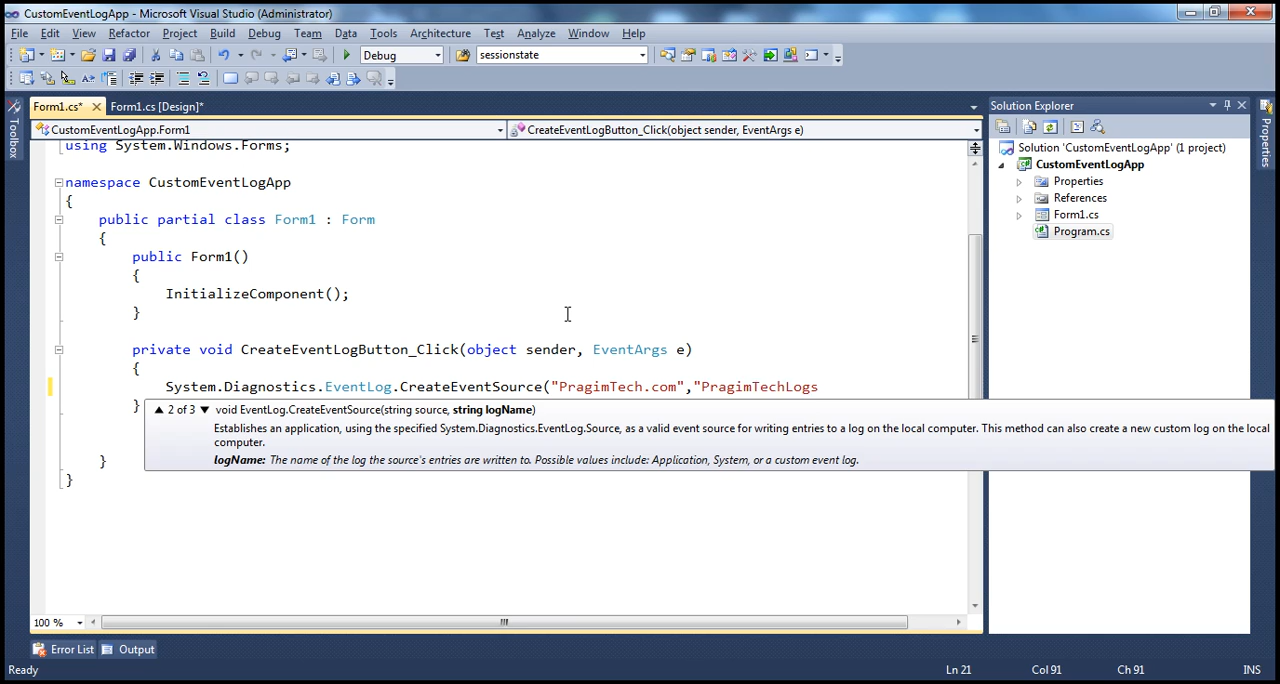 CustomEventLogApp - Microsoft Visual Studio (Administrator)
File Edit View Refactor Project Build Debug Team Data Tools Architecture Test Analyze Window Help
Debug sessionstate
Form1.cs* Form1.cs [Design]* Solution Explorer
CustomEventLogApp.Form1 CreateEventLogButton_Click(object sender, EventArgs e)
Toolbox
Properties
using System.Windows.Forms;
namespace CustomEventLogApp
{
public partial class Form1 : Form
{
public Form1()
{
InitializeComponent();
}
private void CreateEventLogButton_Click(object sender, EventArgs e)
{
System.Diagnostics.EventLog.CreateEventSource("PragimTech.com","PragimTechLogs
}
2 of 3 void EventLog.CreateEventSource(string source, string logName)
Establishes an application, using the specified System.Diagnostics.EventLog.Source, as a valid event source for writing entries to a log on the local computer. This method can also create a new custom log on the local
computer.
logName: The name of the log the source's entries are written to. Possible values include: Application, System, or a custom event log.
}
}
Solution 'CustomEventLogApp' (1 project)
CustomEventLogApp
Properties
References
Form1.cs
Program.cs
100 %
Error List Output
Ready Ln 21 Col 91 Ch 91 INS